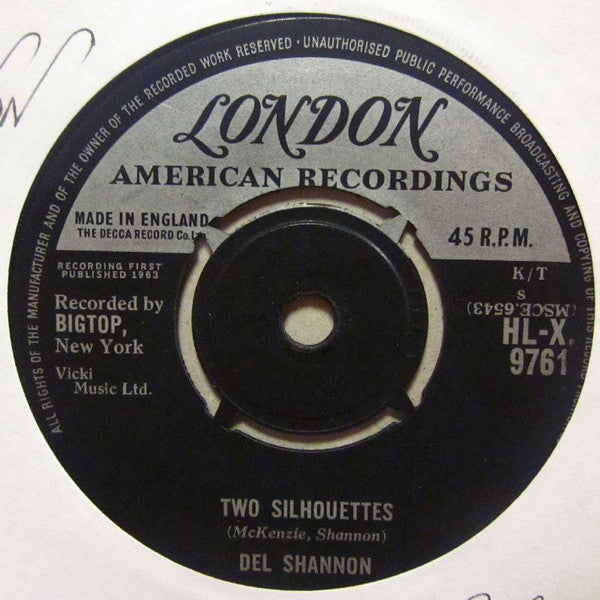 ALL RIGHTS OF THE MANUFACTURER AND OF THE OWNER OF THE RECORDED WORK RESERVED · UNAUTHORISED PUBLIC PERFORMANCE BROADCASTING AND COPYING OF THIS
LONDON
AMERICAN RECORDINGS
MADE IN ENGLAND
THE DECCA RECORD Co.
45 R.P.M.
RECORDING FIRST
PUBLISHED 1963
K/T
s
(MSCE.6543)
Recorded by
BIGTOP,
New York
HL-X.
9761
Vicki
Music Ltd.
TWO SILHOUETTES
(McKenzie, Shannon)
DEL SHANNON